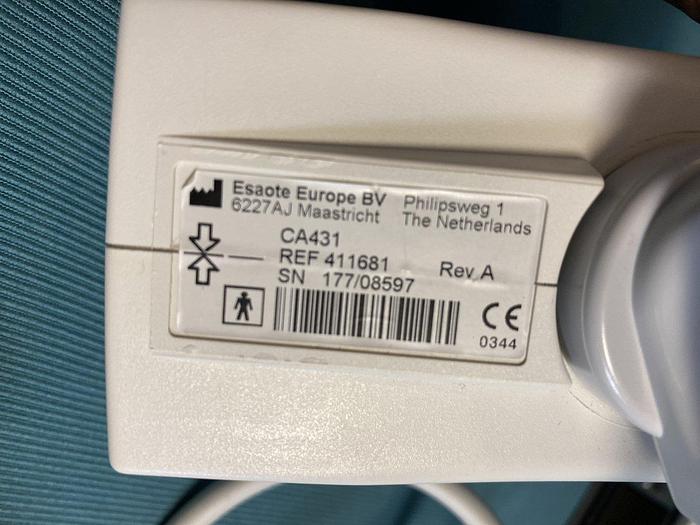 Esaote Europe BV Philipsweg 1
6227AJ Maastricht The Netherlands
CA431
REF 411681 Rev.A
SN 177/08597
CE
0344